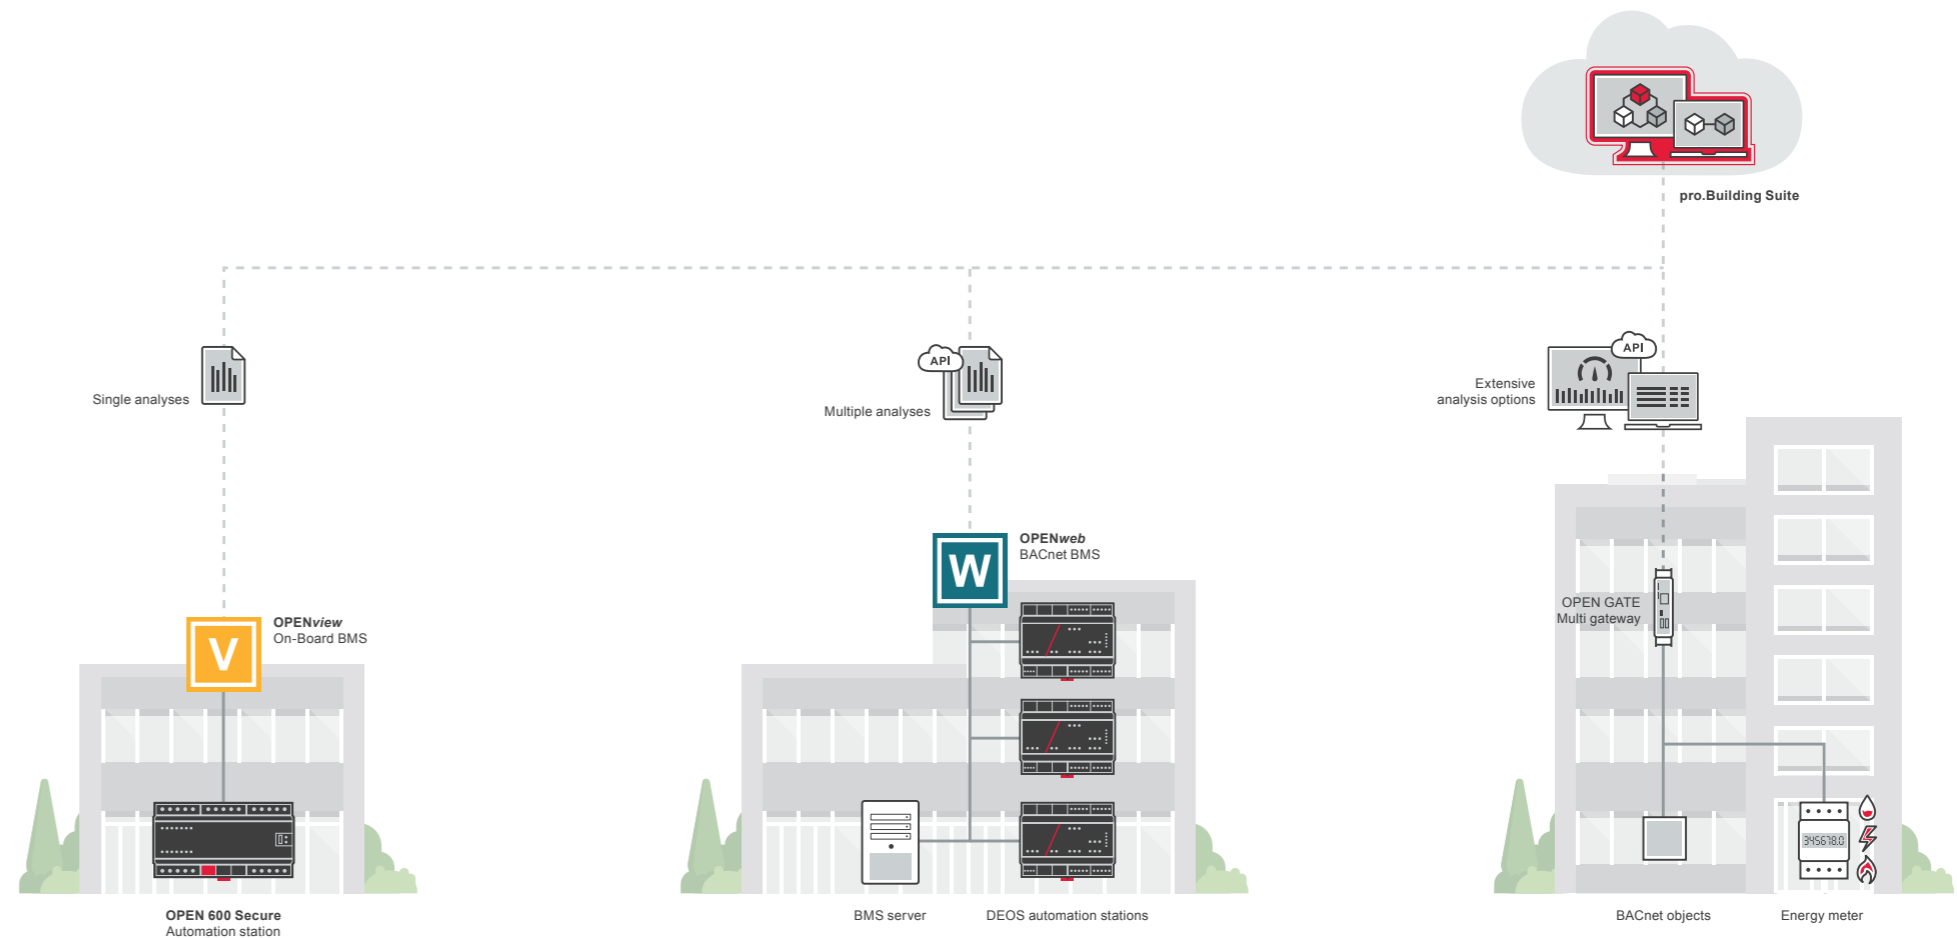 pro.Building Suite
Single analyses
API
Multiple analyses
API
Extensive
analysis options
V
OPENview
On-Board BMS
W
OPENweb
BACnet BMS
OPEN GATE
Multi gateway
345678.0
OPEN 600 Secure
Automation station
BMS server
DEOS automation stations
BACnet objects
Energy meter